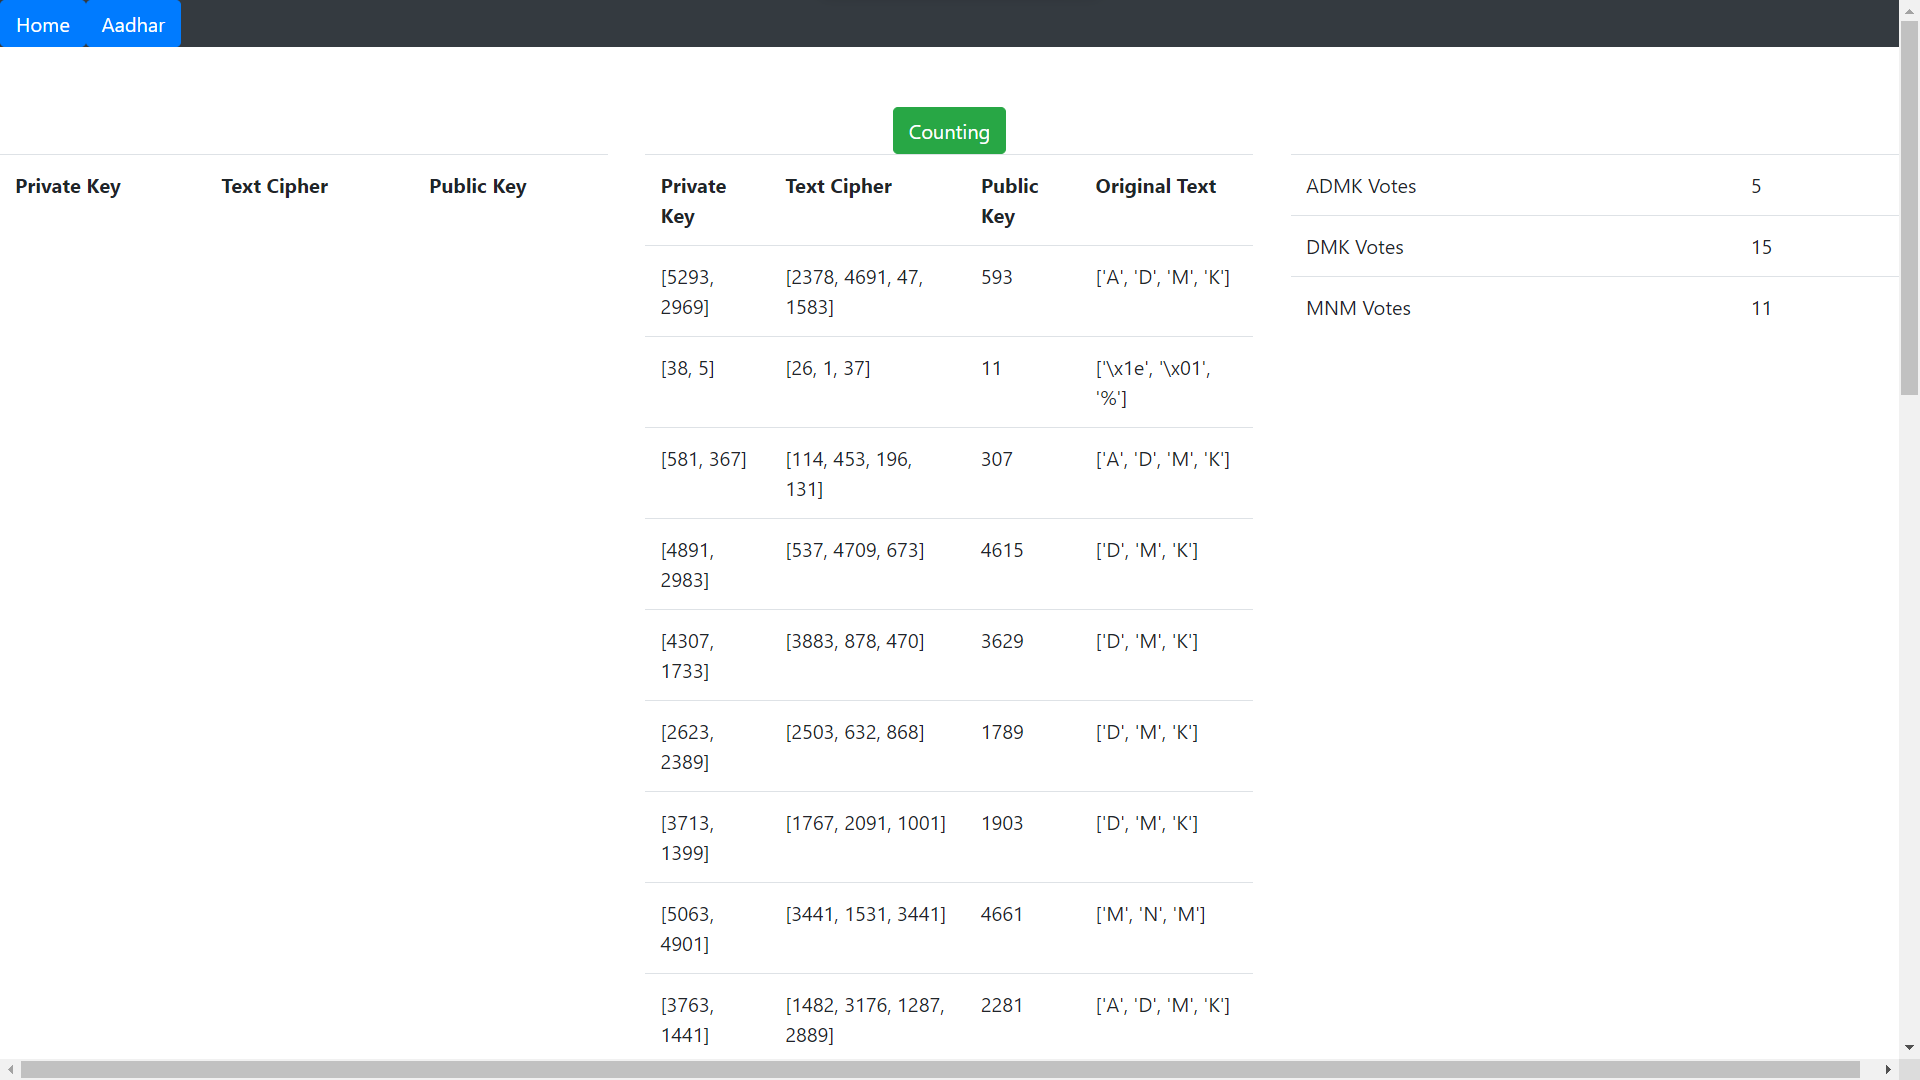 Home Aadhar
Counting
Private Key Text Cipher Public Key
Private Text Cipher Public Original Text
Key Key
[5293, [2378, 4691, 47, 593 ['A', 'D', 'M', 'K']
2969] 1583]
[38, 5] [26, 1, 37] 11 ['\x1e', '\x01',
'%']
[581, 367] [114, 453, 196, 307 ['A', 'D', 'M', 'K']
131]
[4891, [537, 4709, 673] 4615 ['D', 'M', 'K']
2983]
[4307, [3883, 878, 470] 3629 ['D', 'M', 'K']
1733]
[2623, [2503, 632, 868] 1789 ['D', 'M', 'K']
2389]
[3713, [1767, 2091, 1001] 1903 ['D', 'M', 'K']
1399]
[5063, [3441, 1531, 3441] 4661 ['M', 'N', 'M']
4901]
[3763, [1482, 3176, 1287, 2281 ['A', 'D', 'M', 'K']
1441] 2889]
ADMK Votes 5
DMK Votes 15
MNM Votes 11